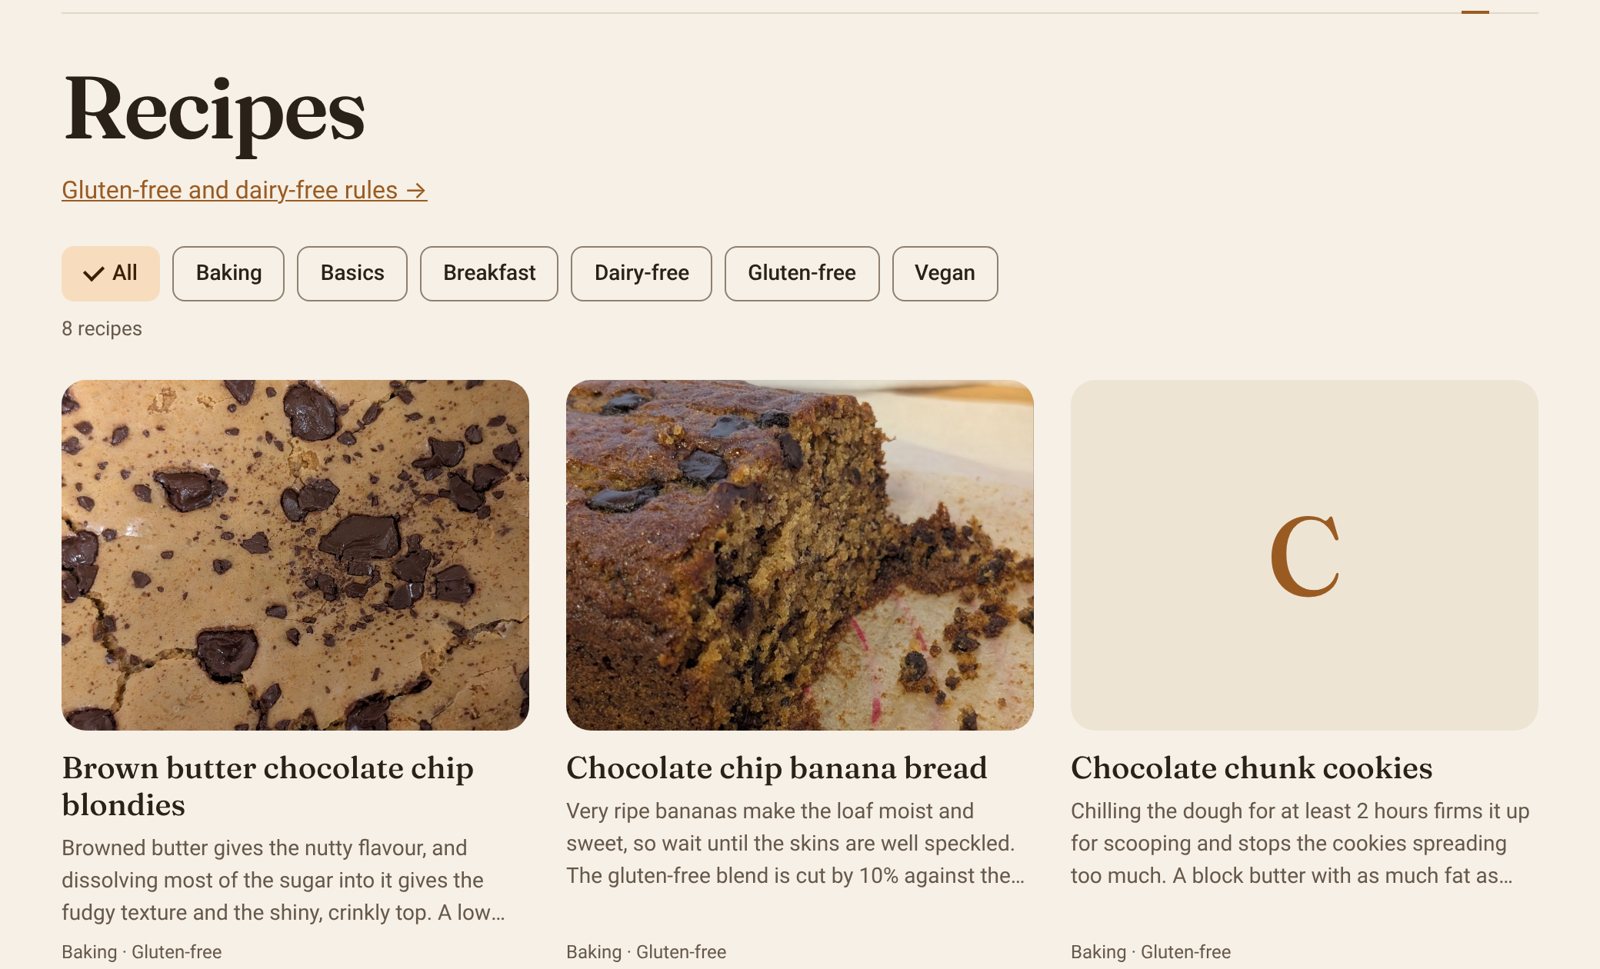 Recipes
Gluten-free and dairy-free rules →
All
Baking
Basics
Breakfast
Dairy-free
Gluten-free
Vegan
8 recipes
C
Brown butter chocolate chip
blondies
Browned butter gives the nutty flavour, and
dissolving most of the sugar into it gives the
fudgy texture and the shiny, crinkly top. A low…
Baking · Gluten-free
Chocolate chip banana bread
Very ripe bananas make the loaf moist and
sweet, so wait until the skins are well speckled.
The gluten-free blend is cut by 10% against the…
Baking · Gluten-free
Chocolate chunk cookies
Chilling the dough for at least 2 hours firms it up
for scooping and stops the cookies spreading
too much. A block butter with as much fat as…
Baking · Gluten-free